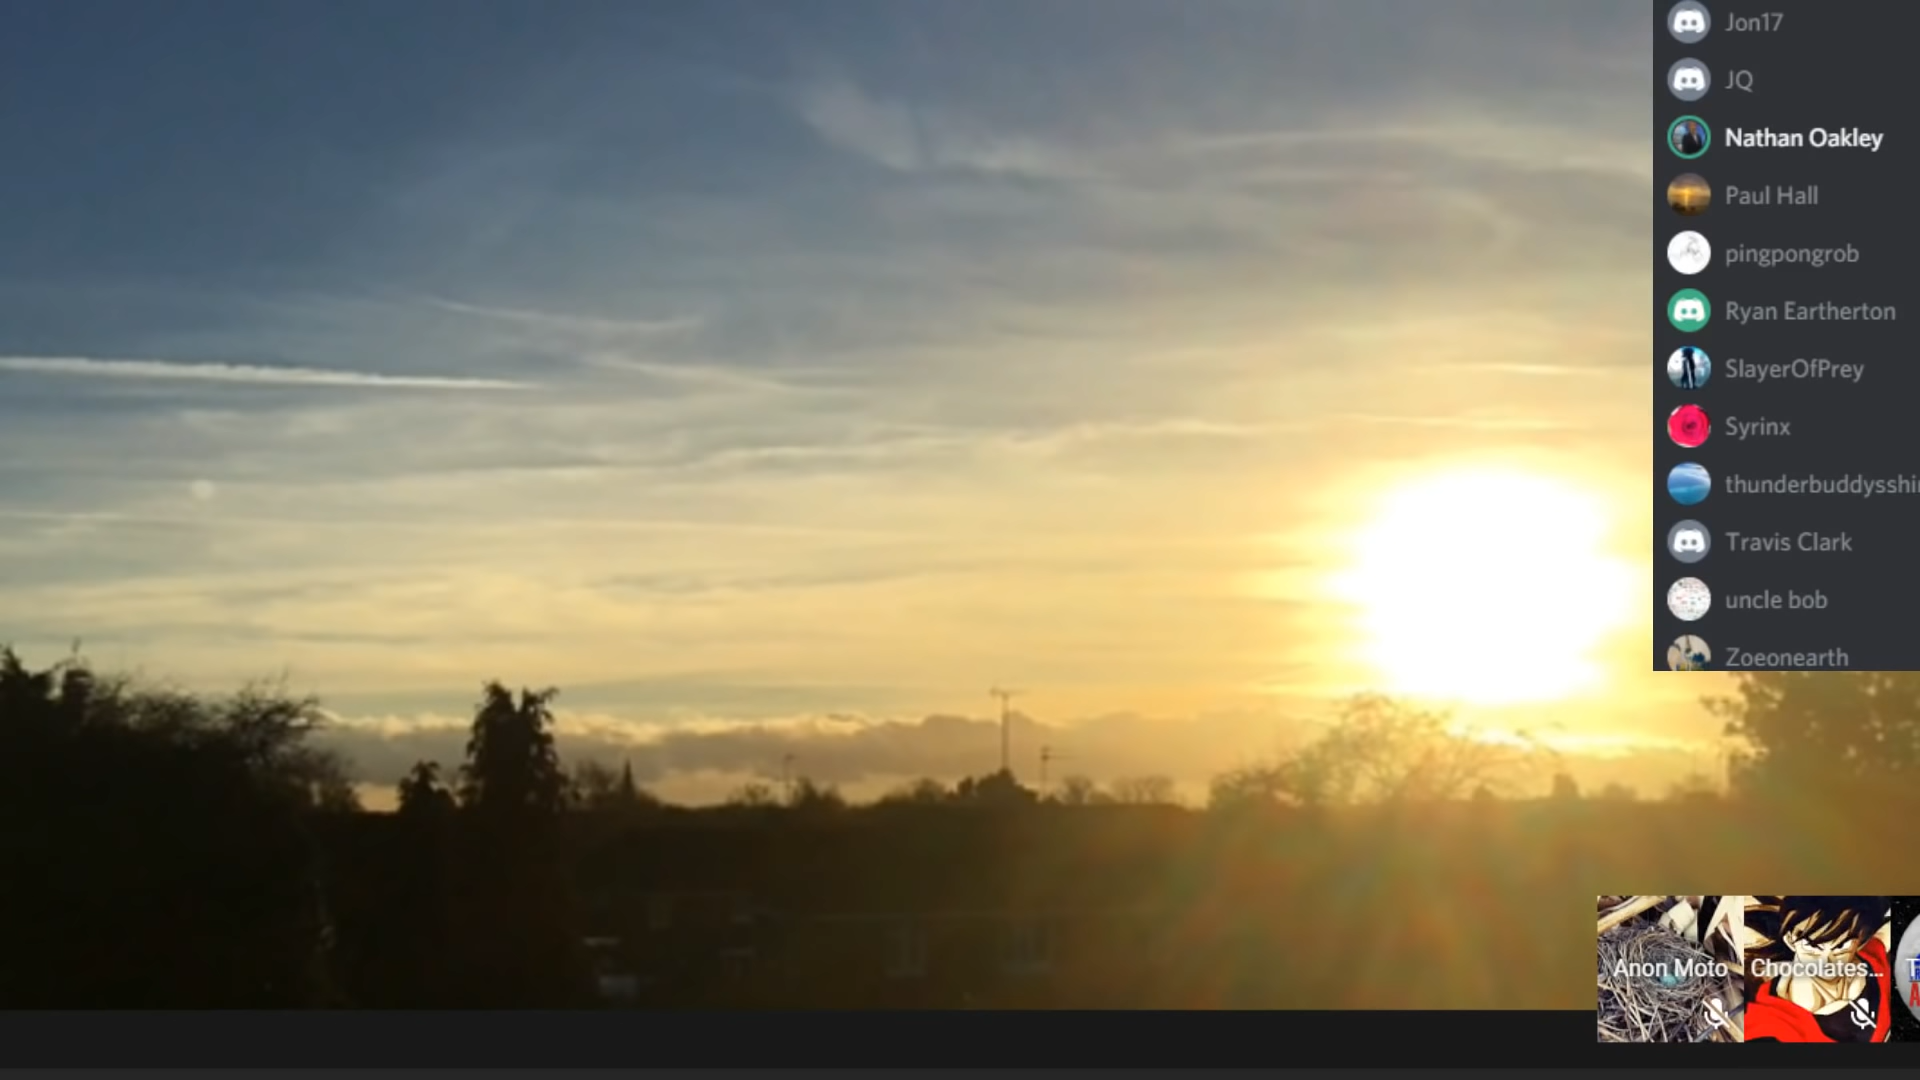 Jon17
JQ
Nathan Oakley
Paul Hall
pingpongrob
Ryan Eartherton
SlayerOfPrey
Syrinx
thunderbuddysshi
Travis Clark
uncle bob
Zoeonearth
Anon Moto
Chocolates...